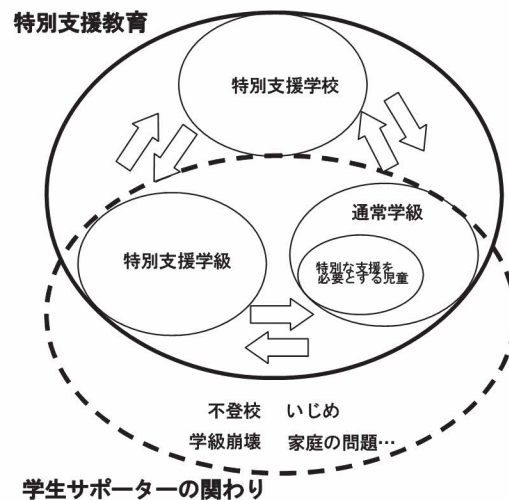 特別支援教育
特別支援学校
通常学級
特別支援学級
特別な支援を
必要とする児童
不登校 いじめ
学級崩壊 家庭の問題…
学生サポーターの関わり